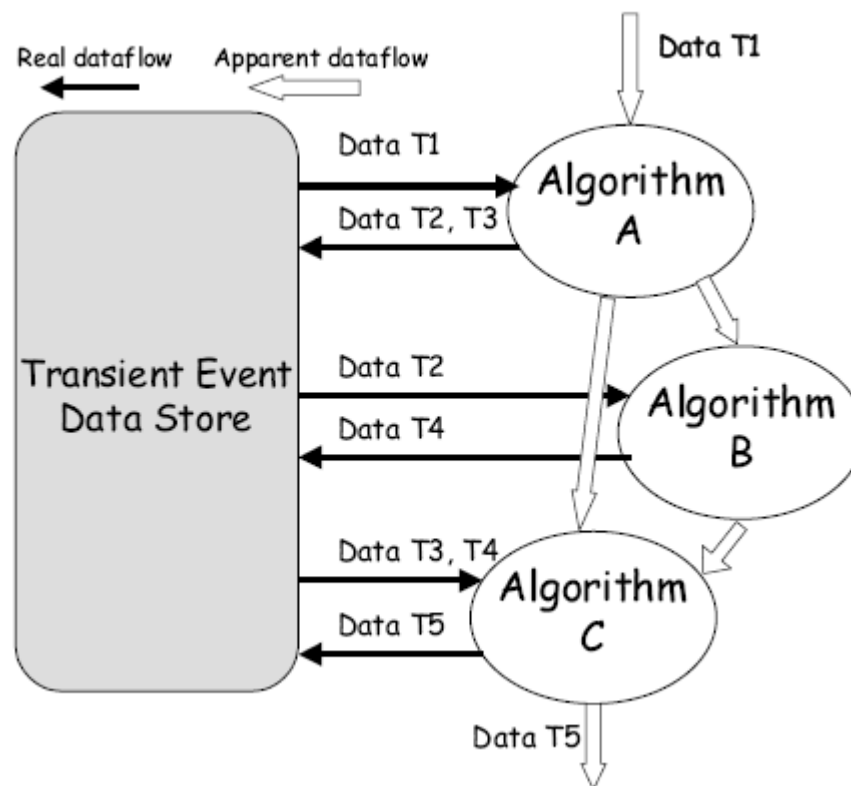 Data T1
Real dataflow
Apparent dataflow
Data T1
Algorithm
A
Data T2, T3
Transient Event
Data Store
Data T2
Algorithm
B
Data T4
Data T3, T4
Algorithm
C
Data T5
Data T5